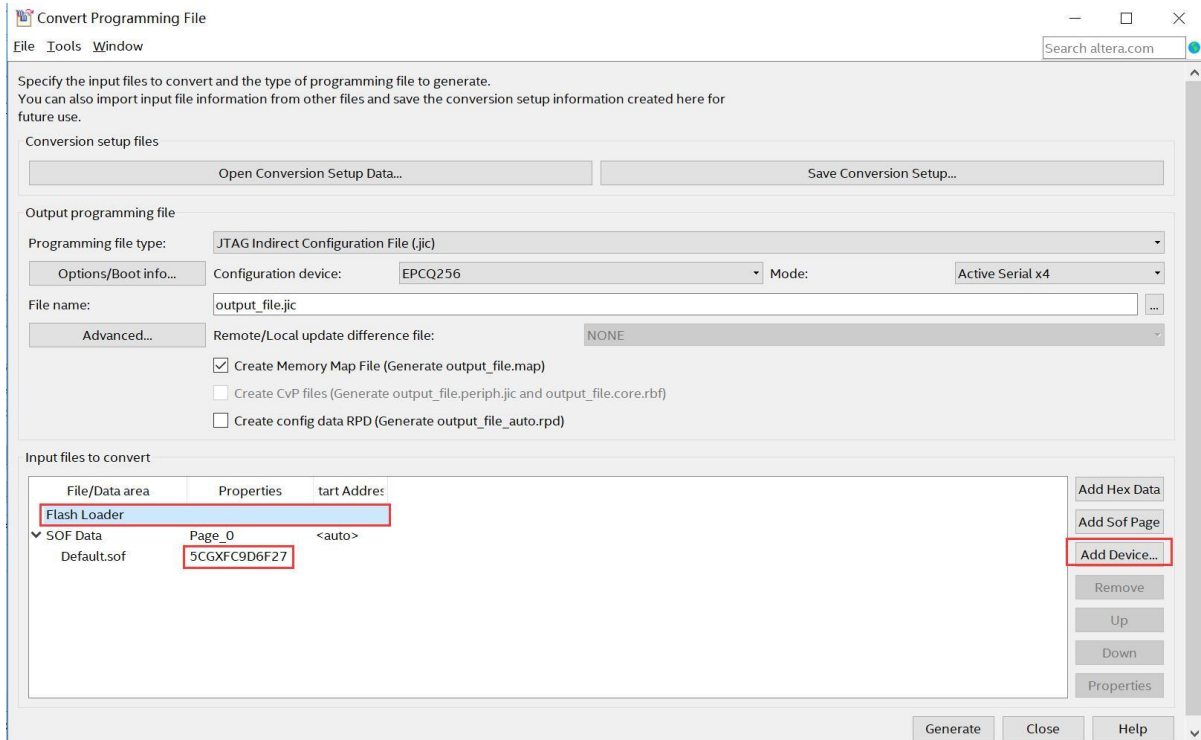 Convert Programming File
File Tools Window
Search altera.com
Specify the input files to convert and the type of programming file to generate.
You can also import input file information from other files and save the conversion setup information created here for
future use.
Conversion setup files
Open Conversion Setup Data... Save Conversion Setup...
Output programming file
Programming file type: JTAG Indirect Configuration File (.jic)
Options/Boot info... Configuration device: EPCQ256 Mode: Active Serial x4
File name: output_file.jic ...
Advanced... Remote/Local update difference file: NONE
Create Memory Map File (Generate output_file.map)
Create CvP files (Generate output_file.periph.jic and output_file.core.rbf)
Create config data RPD (Generate output_file_auto.rpd)
Input files to convert
File/Data area Properties tart Addres
Flash Loader
SOF Data Page_0 <auto>
Default.sof 5CGXFC9D6F27
Add Hex Data
Add Sof Page
Add Device...
Remove
Up
Down
Properties
Generate Close Help